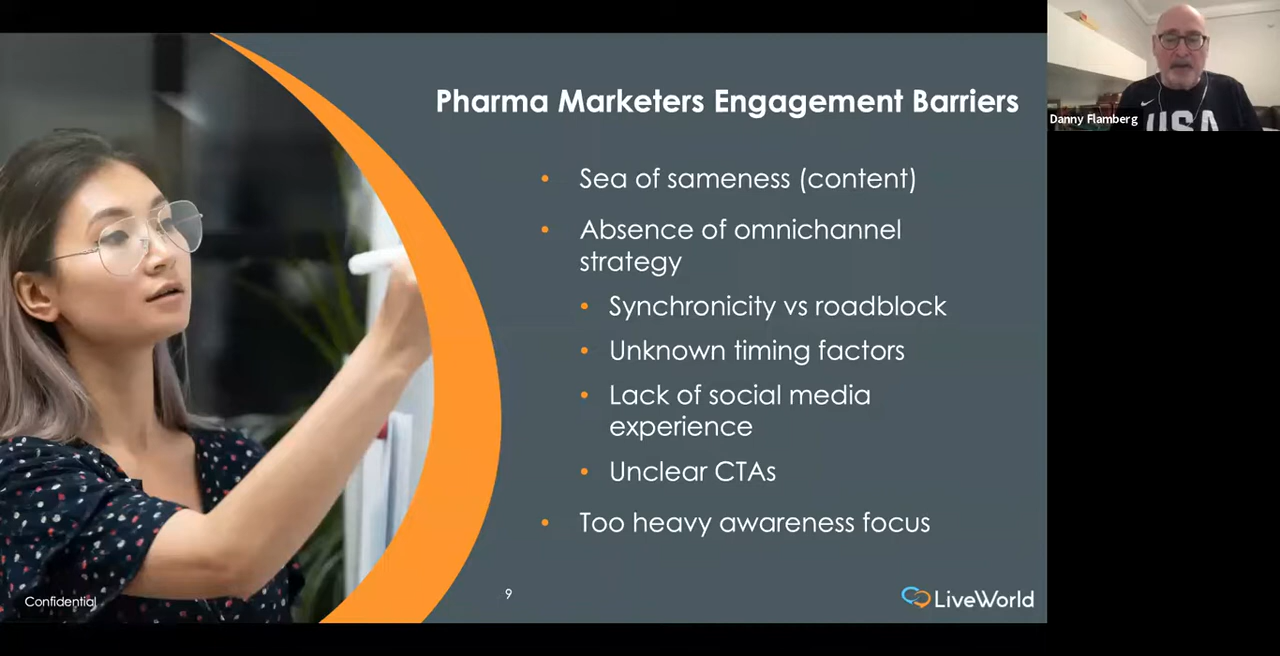 Pharma Marketers Engagement Barriers
• Sea of sameness (content)
• Absence of omnichannel
strategy
• Synchronicity vs roadblock
• Unknown timing factors
• Lack of social media
experience
• Unclear CTAs
• Too heavy awareness focus
Confidential
9
LiveWorld
Danny Flamberg
USA